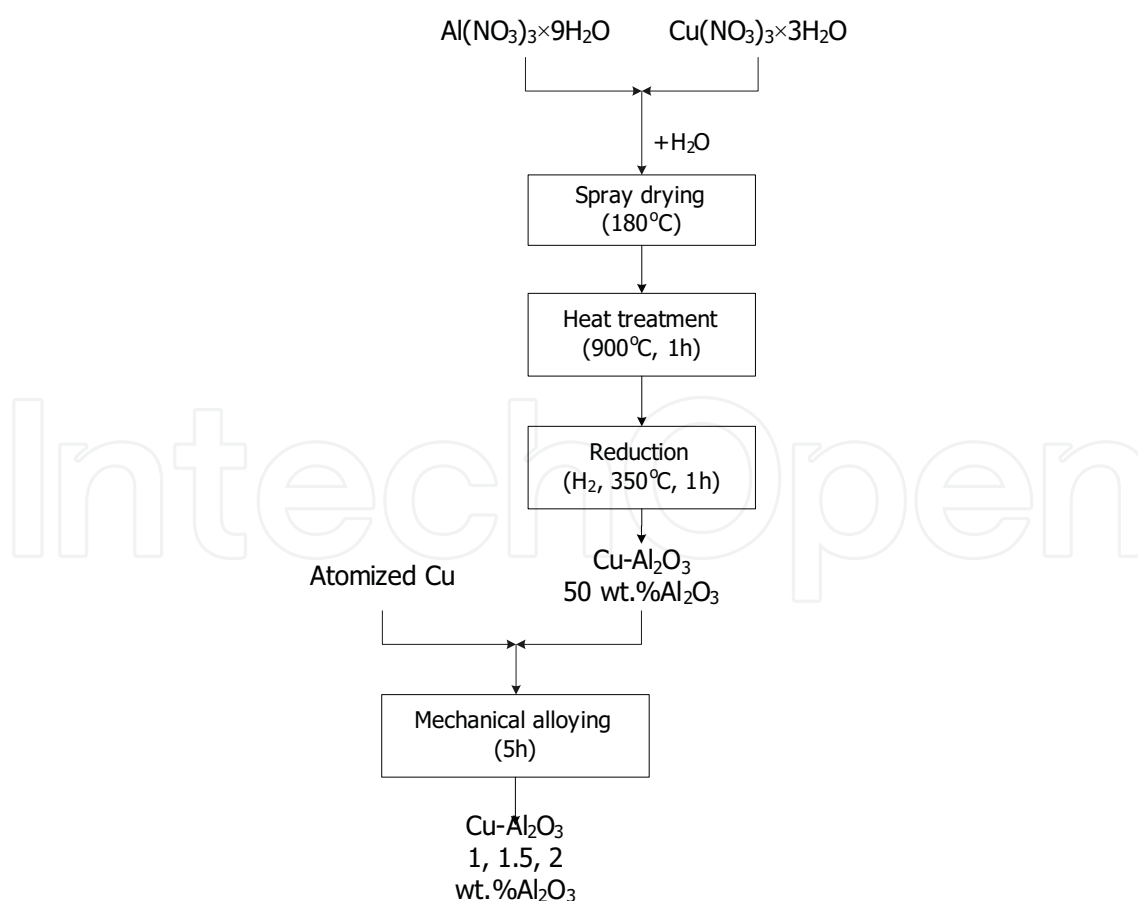 Al(NO₃)₃×9H₂O
Cu(NO₃)₃×3H₂O
+H₂O
Spray drying
(180°C)
Heat treatment
(900°C, 1h)
Reduction
(H₂, 350°C, 1h)
IntechOpen
Cu-Al₂O₃
50 wt.%Al₂O₃
Atomized Cu
Mechanical alloying
(5h)
Cu-Al₂O₃
1, 1.5, 2
wt.%Al₂O₃